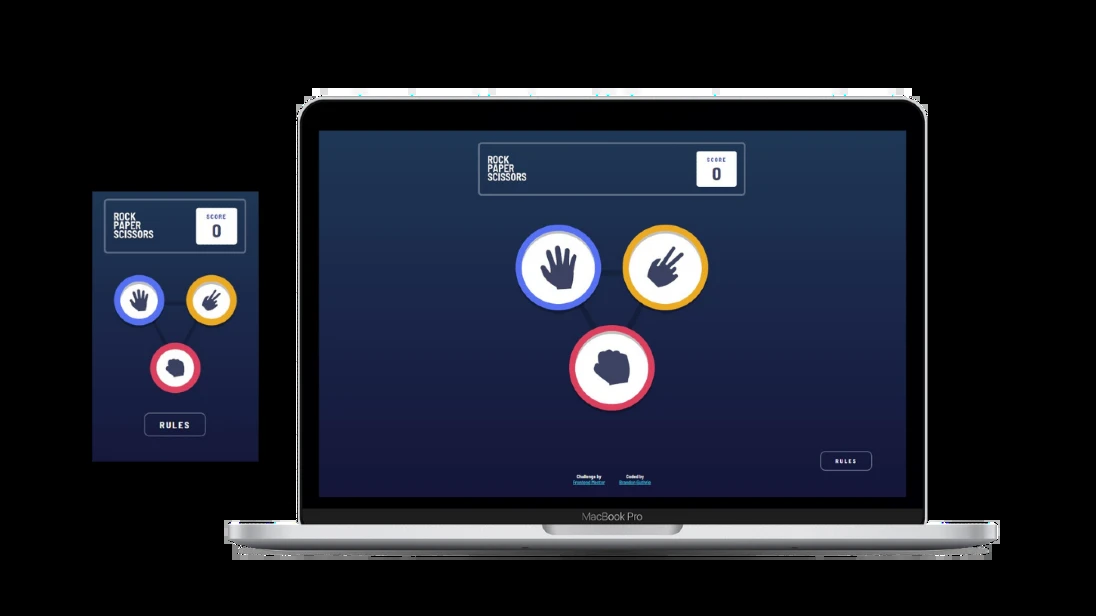 ROCK
PAPER
SCISSORS
SCORE
0
RULES
ROCK
PAPER
SCISSORS
SCORE
0
RULES
Challenge by
Frontend Mentor
Coded by
MacBook Pro